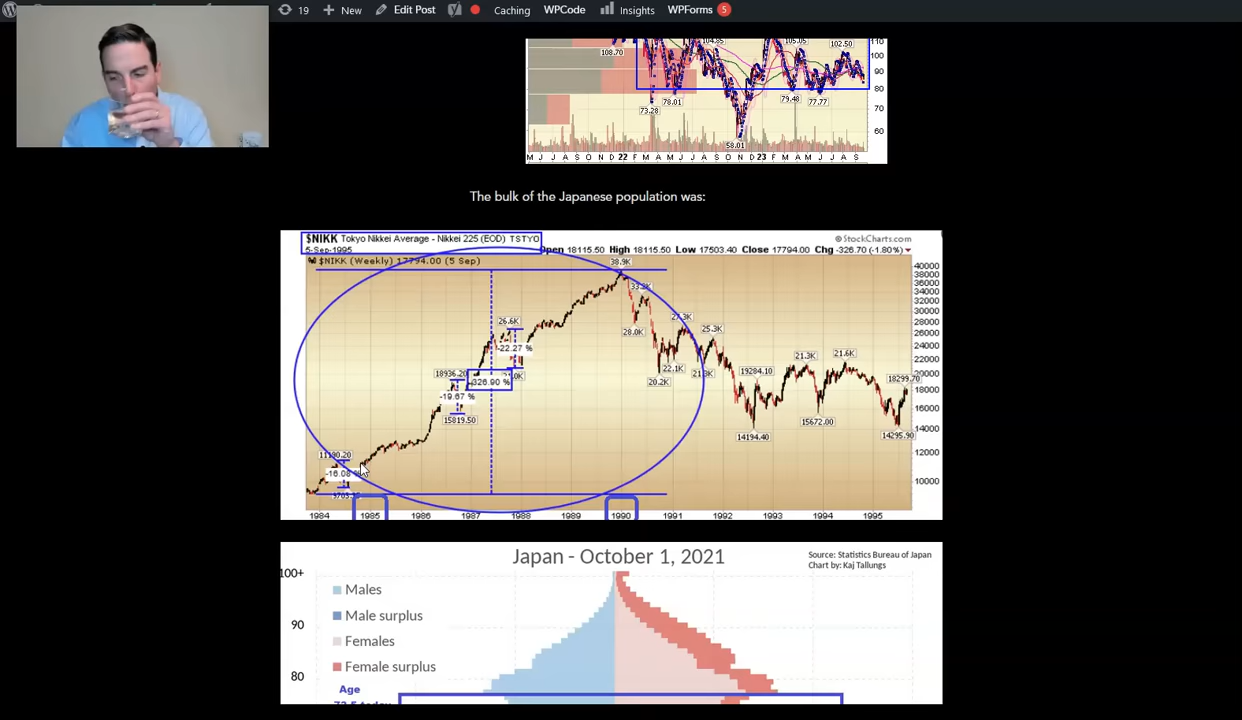 19 New Edit Post Caching WPCode Insights WPForms 5
108.70 104.85 105.05 102.50 110
100
90
80
73.28 78.01 79.48 77.77 70
60
58.01
M J J A S O N D 22 F M A M J J A S O N D 23 F M A M J J A S
The bulk of the Japanese population was:
$NIKK Tokyo Nikkei Average - Nikkei 225 (EOD) TSTYO © StockCharts.com
5-Sep-1995 Open 18115.50 High 18115.50 Low 17503.40 Close 17794.00 Chg -326.70 (-1.80%)
$NIKK (Weekly) 17794.00 (5 Sep)
38.9K 40000
38000
36000
34000
33.2K 32000
30000
28.0K 28000
26.6K 27.3K 25.3K 26000
24000
-22.27 % 22000
22.1K 21.3K 21.6K
18936.20 326.90 % 20.2K 19284.10 18299.70 20000
18000
-19.67 %
15819.50 15672.00 16000
14194.40 14295.90 14000
12000
11190.20
-16.08 %
10000
1984 1985 1986 1987 1988 1989 1990 1991 1992 1993 1994 1995
Japan - October 1, 2021
Source: Statistics Bureau of Japan
Chart by: Kaj Tallungs
100+
Males
Male surplus
90
Females
Female surplus
80
Age